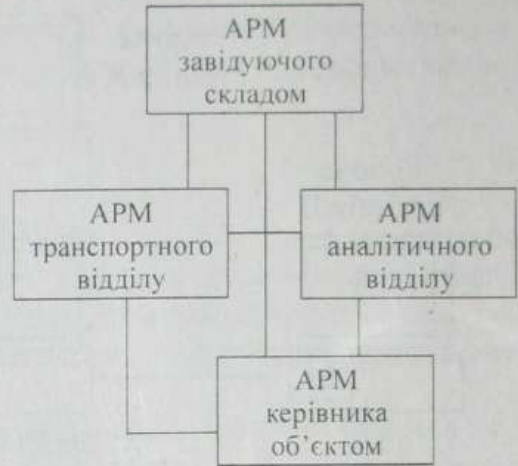 АРМ
завідуючого
складом
АРМ
транспортного
відділу
АРМ
аналітичного
відділу
АРМ
керівника
об’єктом